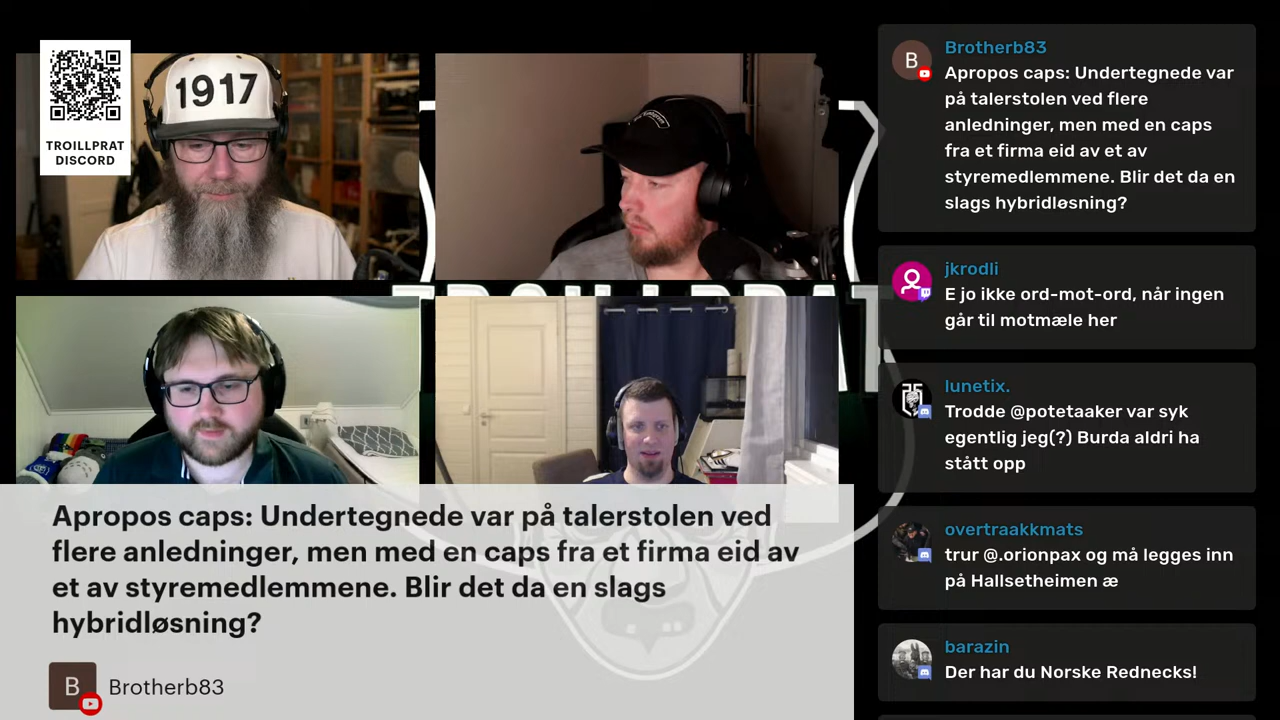 1917
TROILLPRAT
DISCORD
Apropos caps: Undertegnede var på talerstolen ved
flere anledninger, men med en caps fra et firma eid av
et av styremedlemmene. Blir det da en slags
hybridløsning?
B
Brotherb83
B
Brotherb83
Apropos caps: Undertegnede var
på talerstolen ved flere
anledninger, men med en caps
fra et firma eid av et av
styremedlemmene. Blir det da en
slags hybridløsning?
jkrodli
E jo ikke ord-mot-ord, når ingen
går til motmæle her
lunetix.
Trodde @potetaaker var syk
egentlig jeg(?) Burda aldri ha
stått opp
overtraakkmats
trur @.orionpax og må legges inn
på Hallsetheimen æ
barazin
Der har du Norske Rednecks!